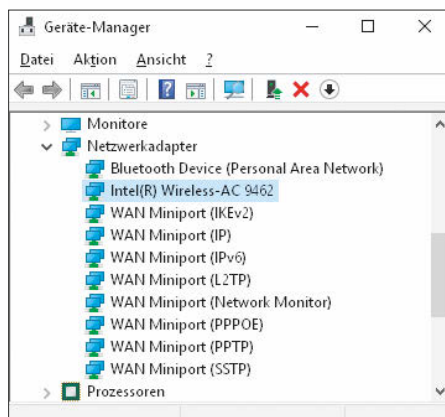 Geräte-Manager
Datei Aktion Ansicht ?
Monitore
Netzwerkadapter
Bluetooth Device (Personal Area Network)
Intel(R) Wireless-AC 9462
WAN Miniport (IKEv2)
WAN Miniport (IP)
WAN Miniport (IPv6)
WAN Miniport (L2TP)
WAN Miniport (Network Monitor)
WAN Miniport (PPPOE)
WAN Miniport (PPTP)
WAN Miniport (SSTP)
Prozessoren